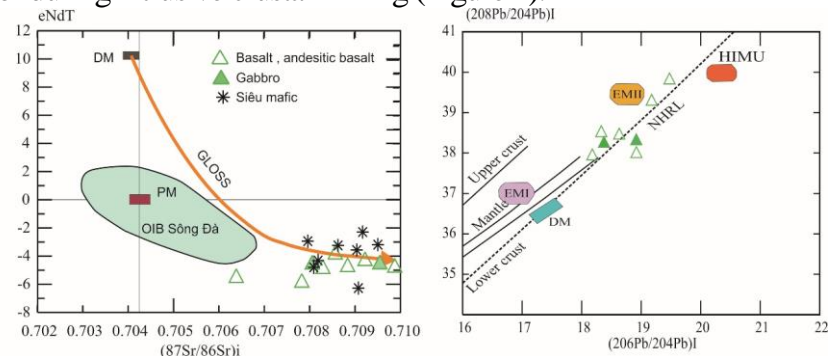 eNdT
12
10
8
6
4
2
0
-2
-4
-6
-8
0.702 0.703 0.704 0.705 0.706 0.707 0.708 0.709 0.710
(87Sr/86Sr)i
DM
Basalt , andesitic basalt
Gabbro
Siêu mafic
GLOSS
PM
OIB Sông Đà
(208Pb/204Pb)I
41
40
39
38
37
36
35
16 17 18 19 20 21 22
(206Pb/204Pb)I
HIMU
EMII
NHRL
Upper crust
EMI
Mantle
DM
Lower crust